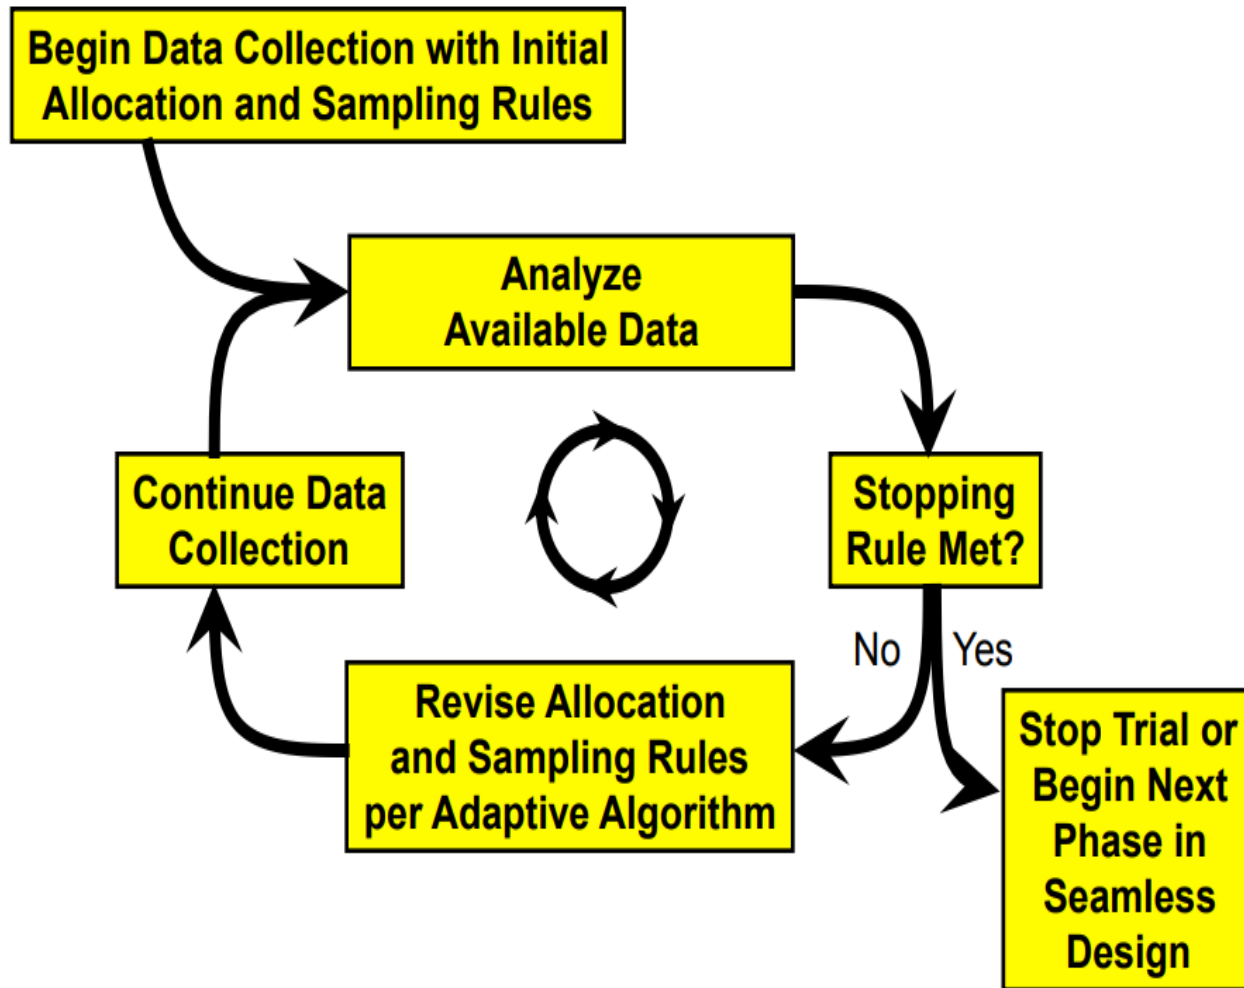 Begin Data Collection with Initial
Allocation and Sampling Rules
Analyze
Available Data
Continue Data
Collection
Stopping
Rule Met?
No
Yes
Revise Allocation
and Sampling Rules
per Adaptive Algorithm
Stop Trial or
Begin Next
Phase in
Seamless
Design